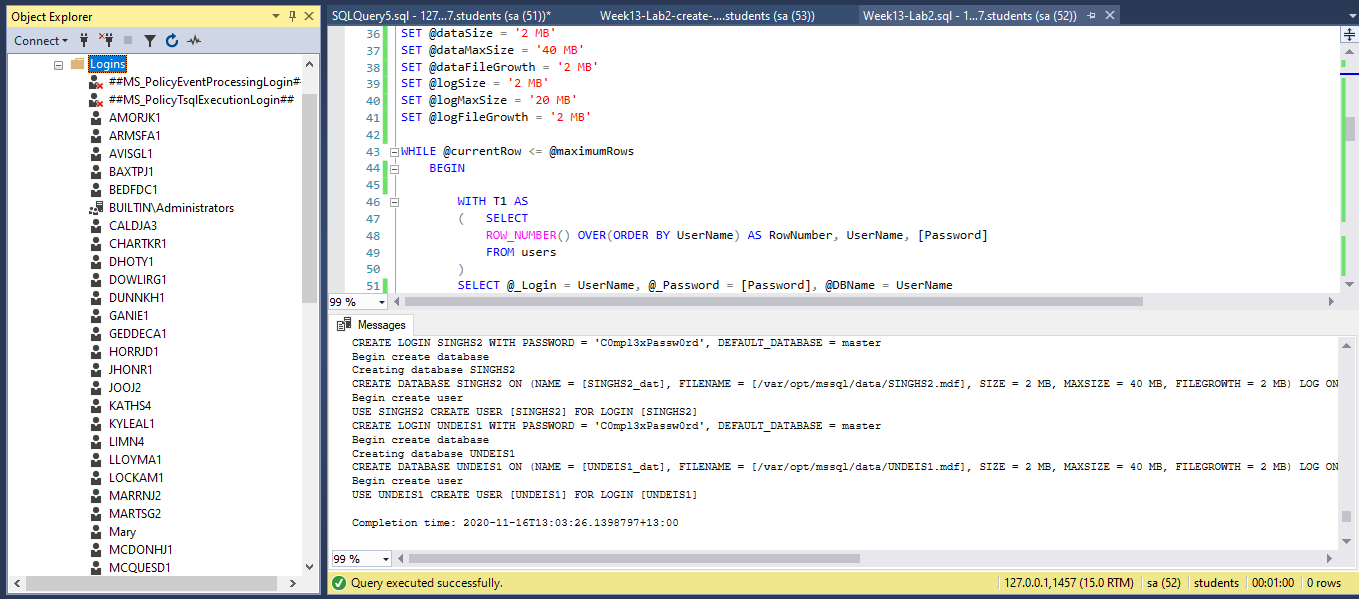 Object Explorer
Connect
Logins
##MS_PolicyEventProcessingLogin#
##MS_PolicyTsqlExecutionLogin##
AMORJK1
ARMSFA1
AVISGL1
BAXTPJ1
BEDFDC1
BUILTIN\Administrators
CALDJA3
CHARTKR1
DHOTY1
DOWLIRG1
DUNNKH1
GANIE1
GEDDECA1
HORRJD1
JHONR1
JOOJ2
KATHS4
KYLEAL1
LIMN4
LLOYMA1
LOCKAM1
MARRNJ2
MARTSG2
Mary
MCDONHJ1
MCQUESD1
SQLQuery5.sql - 127...7.students (sa (51))*
Week13-Lab2-create-....students (sa (53))
Week13-Lab2.sql - 1...7.students (sa (52))
36 SET @dataSize = '2 MB'
37 SET @dataMaxSize = '40 MB'
38 SET @dataFileGrowth = '2 MB'
39 SET @logSize = '2 MB'
40 SET @logMaxSize = '20 MB'
41 SET @logFileGrowth = '2 MB'
42
43 WHILE @currentRow <= @maximumRows
44 BEGIN
45
46 WITH T1 AS
47 ( SELECT
48 ROW_NUMBER() OVER(ORDER BY UserName) AS RowNumber, UserName, [Password]
49 FROM users
50 )
51 SELECT @_Login = UserName, @_Password = [Password], @DBName = UserName
99 %
Messages
CREATE LOGIN SINGHS2 WITH PASSWORD = 'C0mpl3xPassw0rd', DEFAULT_DATABASE = master
Begin create database
Creating database SINGHS2
CREATE DATABASE SINGHS2 ON (NAME = [SINGHS2_dat], FILENAME = [/var/opt/mssql/data/SINGHS2.mdf], SIZE = 2 MB, MAXSIZE = 40 MB, FILEGROWTH = 2 MB) LOG ON
Begin create user
USE SINGHS2 CREATE USER [SINGHS2] FOR LOGIN [SINGHS2]
CREATE LOGIN UNDEIS1 WITH PASSWORD = 'C0mpl3xPassw0rd', DEFAULT_DATABASE = master
Begin create database
Creating database UNDEIS1
CREATE DATABASE UNDEIS1 ON (NAME = [UNDEIS1_dat], FILENAME = [/var/opt/mssql/data/UNDEIS1.mdf], SIZE = 2 MB, MAXSIZE = 40 MB, FILEGROWTH = 2 MB) LOG ON
Begin create user
USE UNDEIS1 CREATE USER [UNDEIS1] FOR LOGIN [UNDEIS1]
Completion time: 2020-11-16T13:03:26.1398797+13:00
99 %
Query executed successfully.
127.0.0.1,1457 (15.0 RTM)
sa (52)
students
00:01:00
0 rows